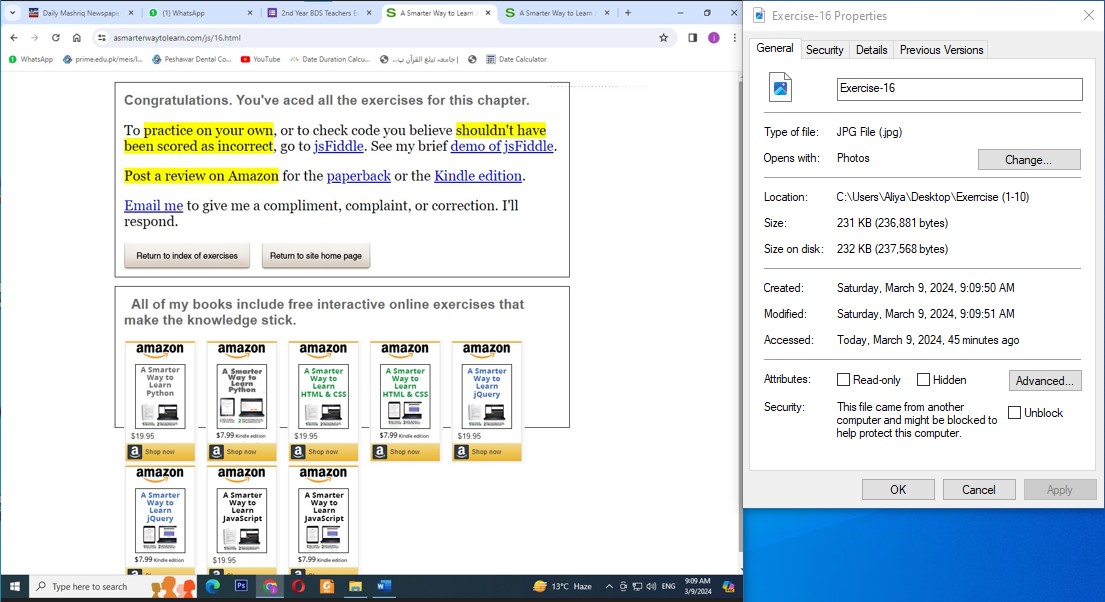 Daily Mashriq Newspape
(1) WhatsApp
2nd Year BDS Teachers E
A Smarter Way to Learn
A Smarter Way to Learn
asmarterwaytolearn.com/js/16.html
WhatsApp
prime.edu.pk/meis/l...
Peshawar Dental Co...
YouTube
Date Duration Calcu...
جامعہ تبلغ القرآن پ... |
Date Calculator
Congratulations. You've aced all the exercises for this chapter.
To practice on your own, or to check code you believe shouldn't have
been scored as incorrect, go to jsFiddle. See my brief demo of jsFiddle.
Post a review on Amazon for the paperback or the Kindle edition.
Email me to give me a compliment, complaint, or correction. I'll
respond.
Return to index of exercises
Return to site home page
All of my books include free interactive online exercises that
make the knowledge stick.
amazon amazon amazon amazon amazon
A Smarter Way to Learn Python
A Smarter Way to Learn Python
A Smarter Way to Learn HTML & CSS
A Smarter Way to Learn HTML & CSS
A Smarter Way to Learn jQuery
$19.95 $7.99 Kindle edition $19.95 $7.99 Kindle edition $19.95
a Shop now a Shop now a Shop now a Shop now a Shop now
amazon amazon amazon
A Smarter Way to Learn jQuery
A Smarter Way to Learn JavaScript
A Smarter Way to Learn JavaScript
$7.99 Kindle edition $19.95 $7.99 Kindle edition
Type here to search
Ps
13°C Haze
ENG
9:09 AM
3/9/2024
Exercise-16 Properties
General Security Details Previous Versions
Exercise-16
Type of file: JPG File (.jpg)
Opens with: Photos Change...
Location: C:\Users\Aliya\Desktop\Exerrcise (1-10)
Size: 231 KB (236,881 bytes)
Size on disk: 232 KB (237,568 bytes)
Created: Saturday, March 9, 2024, 9:09:50 AM
Modified: Saturday, March 9, 2024, 9:09:51 AM
Accessed: Today, March 9, 2024, 45 minutes ago
Attributes: Read-only Hidden Advanced...
Security: This file came from another
computer and might be blocked to
help protect this computer.
Unblock
OK Cancel Apply